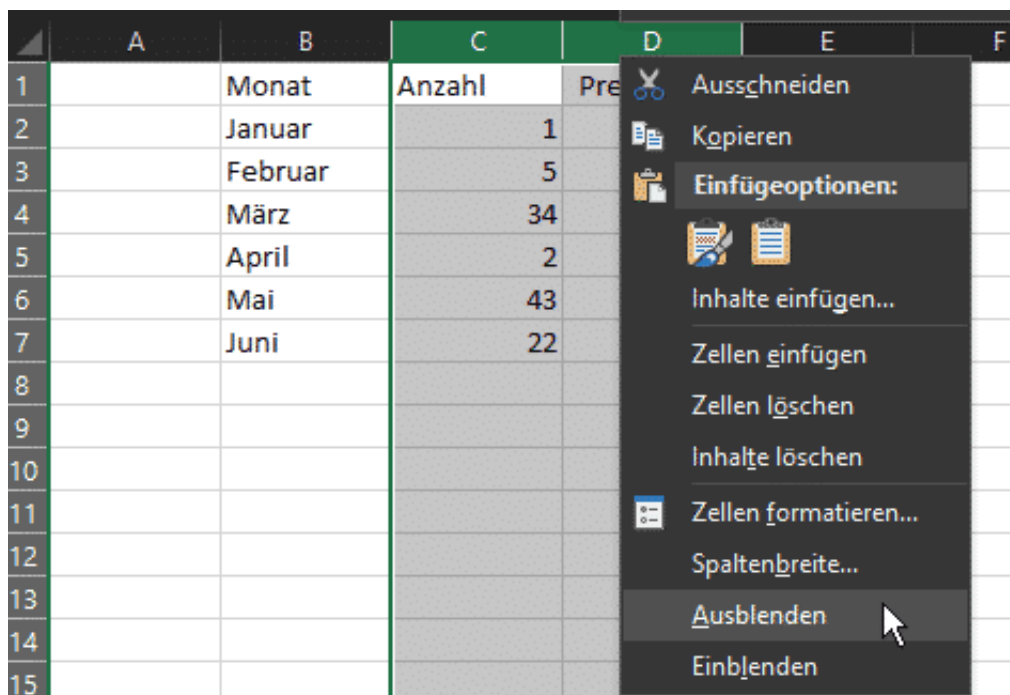 A B C D E F
1 Monat Anzahl Pre
2 Januar 1
3 Februar 5
4 März 34
5 April 2
6 Mai 43
7 Juni 22
8
9
10
11
12
13
14
15
Ausschneiden
Kopieren
Einfügeoptionen:
Inhalte einfügen...
Zellen einfügen
Zellen löschen
Inhalte löschen
Zellen formatieren...
Spaltenbreite...
Ausblenden
Einblenden